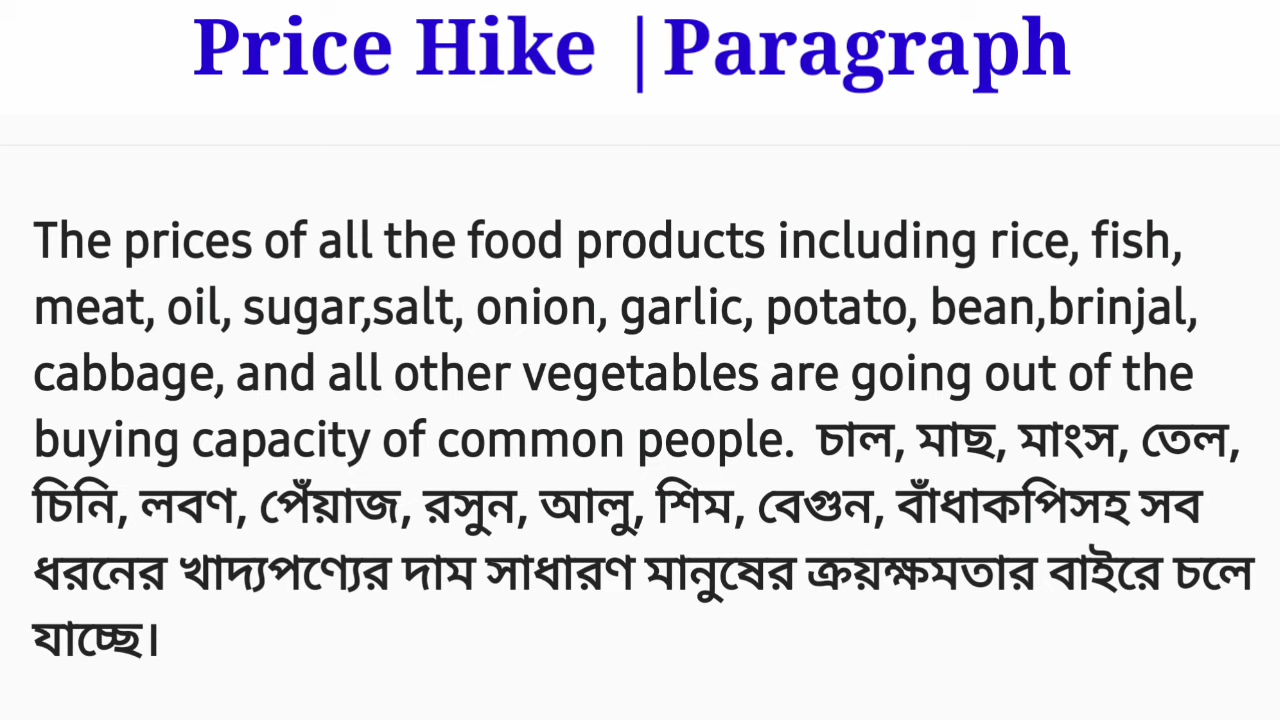 Price Hike |Paragraph
The prices of all the food products including rice, fish,
meat, oil, sugar,salt, onion, garlic, potato, bean,brinjal,
cabbage, and all other vegetables are going out of the
buying capacity of common people. চাল, মাছ, মাংস, তেল,
চিনি, লবণ, পেঁয়াজ, রসুন, আলু, শিম, বেগুন, বাঁধাকপিসহ সব
ধরনের খাদ্যপণ্যের দাম সাধারণ মানুষের ক্রয়ক্ষমতার বাইরে চলে
যাচ্ছে।